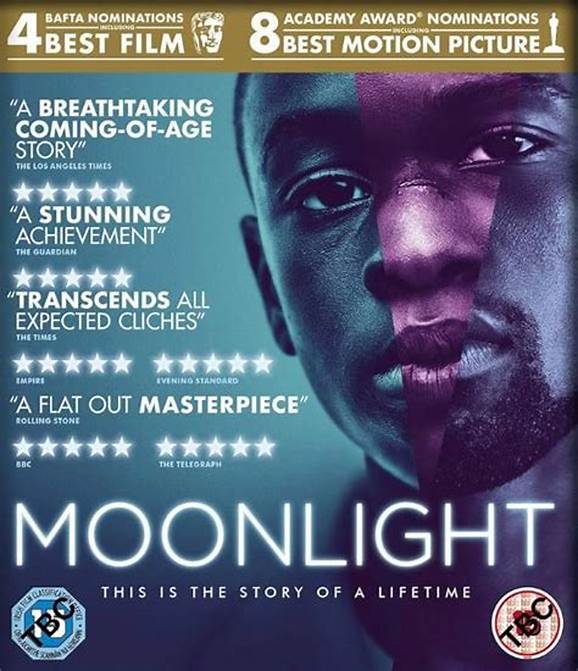 4 BAFTA NOMINATIONS
INCLUDING
BEST FILM
8 ACADEMY AWARD® NOMINATIONS
INCLUDING
BEST MOTION PICTURE
“A BREATHTAKING
COMING-OF-AGE
STORY”
THE LOS ANGELES TIMES
“A STUNNING
ACHIEVEMENT”
THE GUARDIAN
“TRANSCENDS ALL
EXPECTED CLICHES”
THE TIMES
EMPIRE
EVENING STANDARD
“A FLAT OUT MASTERPIECE”
ROLLING STONE
BBC
THE TELEGRAPH
MOONLIGHT
THIS IS THE STORY OF A LIFETIME
TBC
TBC